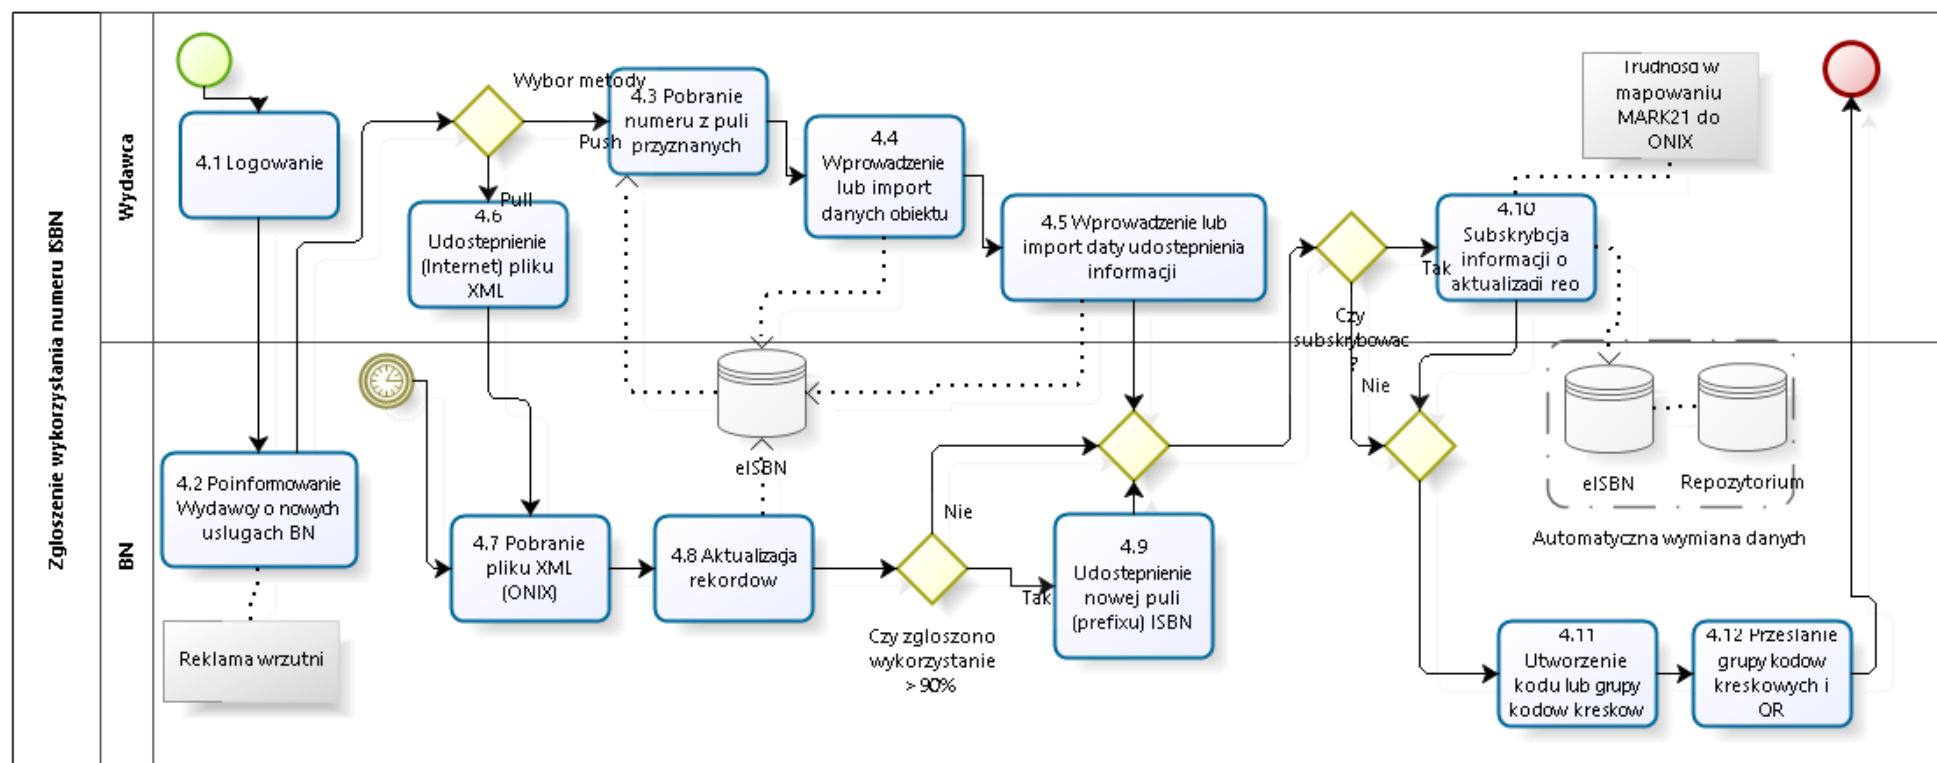 Zgloszenie wykorzystania numeru ISBN
Wydawca
BN
4.1 Logowanie
Wybor metody
Push
Pull
4.3 Pobranie
numeru z puli
przyznanych
4.4
Wprowadzenie
lub import
danych obiektu
4.5 Wprowadzenie lub
import daty udostepnienia
informacji
4.6
Udostepnienie
(Internet) pliku
XML
Trudnosci w
mapowaniu
MARK21 do
ONIX
4.10
Subskrybcja
informacji o
aktualizacji reo
Tak
Czy
subskrybowac
?
Nie
4.2 Poinformowanie
Wydawcy o nowych
uslugach BN
Reklama wrzutni
4.7 Pobranie
pliku XML
(ONIX)
4.8 Aktualizacja
rekordow
eISBN
Nie
Tak
Czy zgloszono
wykorzystanie
> 90%
4.9
Udostepnienie
nowej puli
(prefixu) ISBN
eISBN
Repozytorium
Automatyczna wymiana danych
4.11
Utworzenie
kodu lub grupy
kodow kreskow
4.12 Przeslanie
grupy kodow
kreskowych i
QR